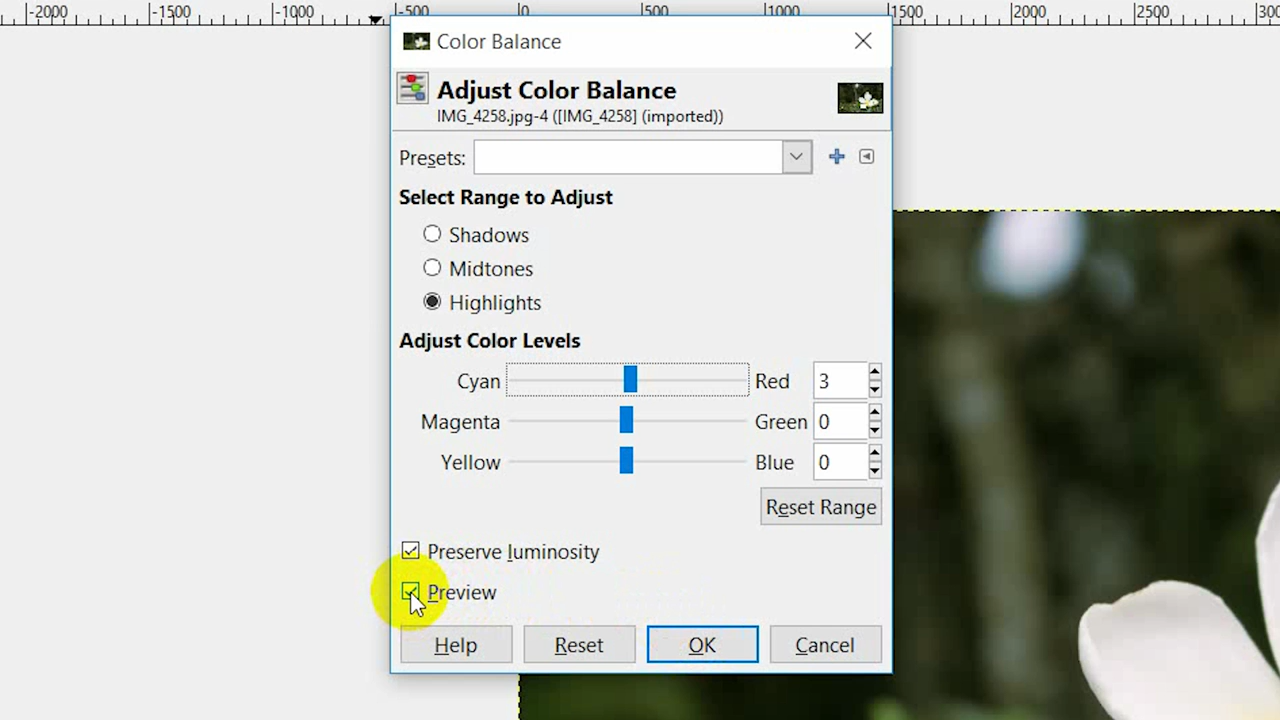 -2000 -1500 -1000 -500 0 500 1000 1500 2000 2500
Color Balance
Adjust Color Balance
IMG_4258.jpg-4 ([IMG_4258] (imported))
Presets:
Select Range to Adjust
Shadows
Midtones
Highlights
Adjust Color Levels
Cyan Red 3
Magenta Green 0
Yellow Blue 0
Reset Range
Preserve luminosity
Preview
Help Reset OK Cancel